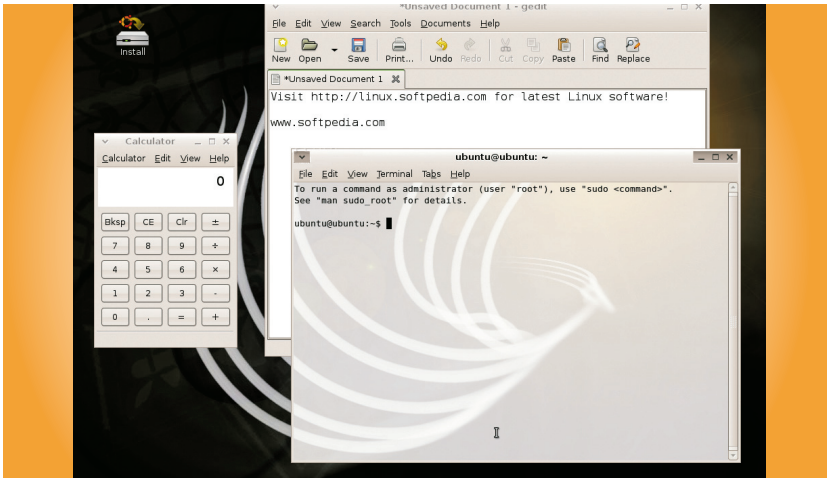 Install
*Unsaved Document 1 - gedit
File Edit View Search Tools Documents Help
New Open Save Print... Undo Redo Cut Copy Paste Find Replace
*Unsaved Document 1
Visit http://linux.softpedia.com for latest Linux software!
www.softpedia.com
Calculator
Calculator Edit View Help
0
Bksp CE Clr ±
7 8 9 ÷
4 5 6 ×
1 2 3 -
0 . = +
ubuntu@ubuntu: ~
File Edit View Terminal Tabs Help
To run a command as administrator (user "root"), use "sudo <command>".
See "man sudo_root" for details.
ubuntu@ubuntu:~$